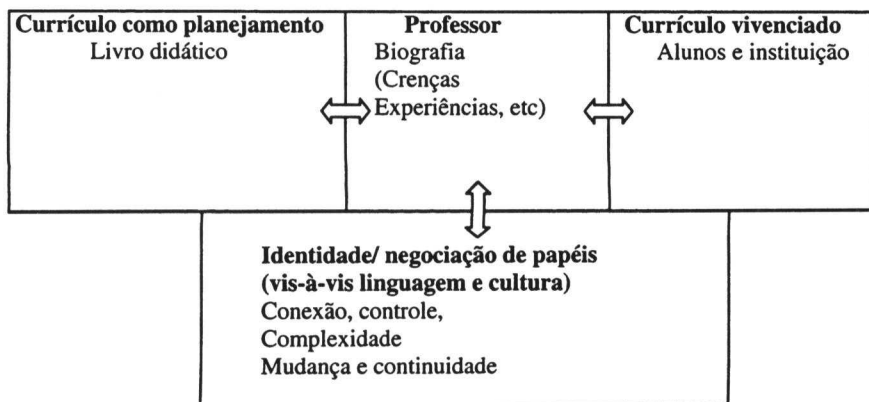 Currículo como planejamento
Livro didático
Professor
Biografia
(Crenças
Experiências, etc)
Currículo vivenciado
Alunos e instituição
Identidade/ negociação de papéis
(vis-à-vis linguagem e cultura)
Conexão, controle,
Complexidade
Mudança e continuidade